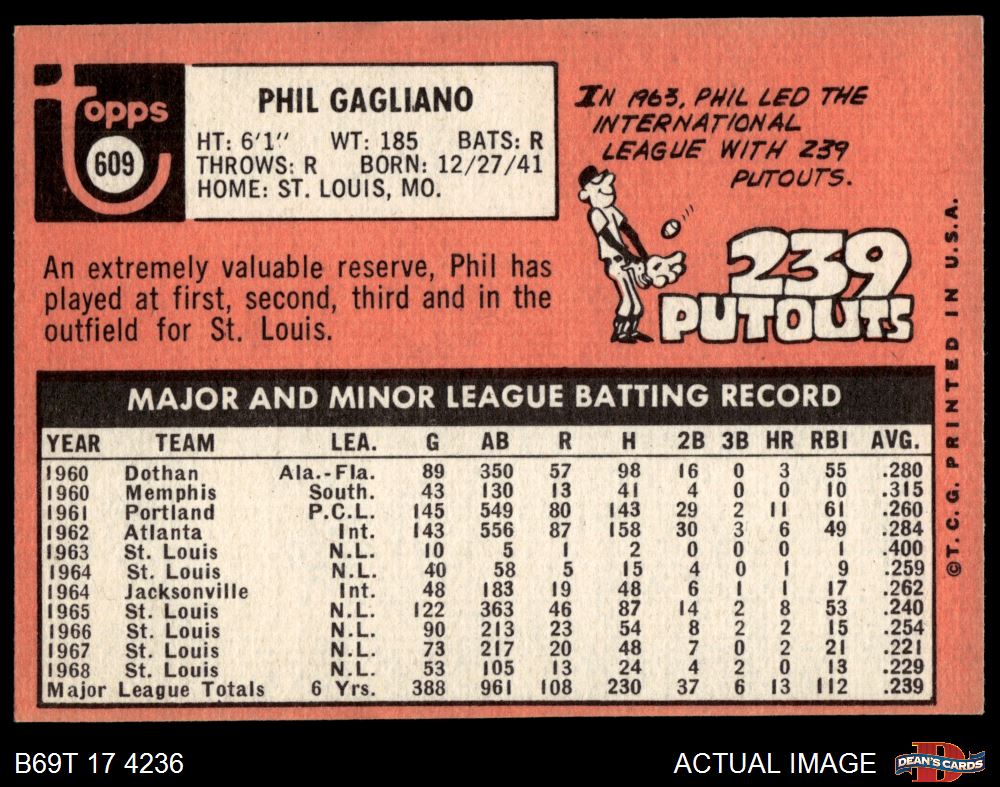 Topps
609
PHIL GAGLIANO
HT: 6'1" WT: 185 BATS: R
THROWS: R BORN: 12/27/41
HOME: ST. LOUIS, MO.
IN 1963, PHIL LED THE
INTERNATIONAL
LEAGUE WITH 239
PUTOUTS.
239
PUTOUTS
An extremely valuable reserve, Phil has
played at first, second, third and in the
outfield for St. Louis.
MAJOR AND MINOR LEAGUE BATTING RECORD
YEAR TEAM LEA. G AB R H 2B 3B HR RBI AVG.
1960 Dothan Ala.-Fla. 89 350 57 98 16 0 3 55 .280
1960 Memphis South. 43 130 13 41 4 0 0 10 .315
1961 Portland P.C.L. 145 549 80 143 29 2 11 61 .260
1962 Atlanta Int. 143 556 87 158 30 3 6 49 .284
1963 St. Louis N.L. 10 5 1 2 0 0 0 1 .400
1964 St. Louis N.L. 40 58 5 15 4 0 1 9 .259
1964 Jacksonville Int. 48 183 19 48 6 1 1 17 .262
1965 St. Louis N.L. 122 363 46 87 14 2 8 53 .240
1966 St. Louis N.L. 90 213 23 54 8 2 2 15 .254
1967 St. Louis N.L. 73 217 20 48 7 0 2 21 .221
1968 St. Louis N.L. 53 105 13 24 4 2 0 13 .229
Major League Totals 6 Yrs. 388 961 108 230 37 6 13 112 .239
©T.C.G. PRINTED IN U.S.A.
B69T 17 4236
ACTUAL IMAGE
DEAN'S CARDS